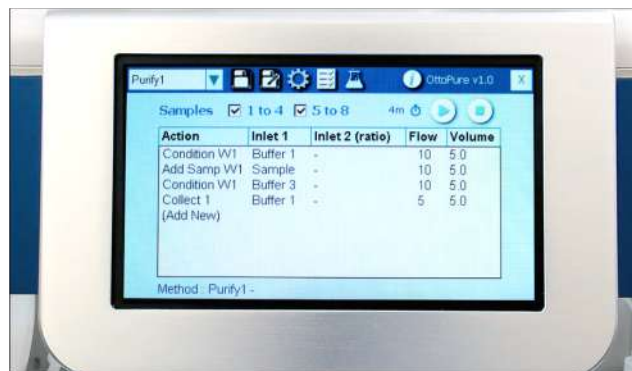 Purify1 OttoPure v1.0 X
Samples 1 to 4 5 to 8 4m
Action Inlet 1 Inlet 2 (ratio) Flow Volume
Condition W1 Buffer 1 - 10 5.0
Add Samp W1 Sample - 10 5.0
Condition W1 Buffer 3 - 10 5.0
Collect 1 Buffer 1 - 5 5.0
(Add New)
Method : Purify1 -